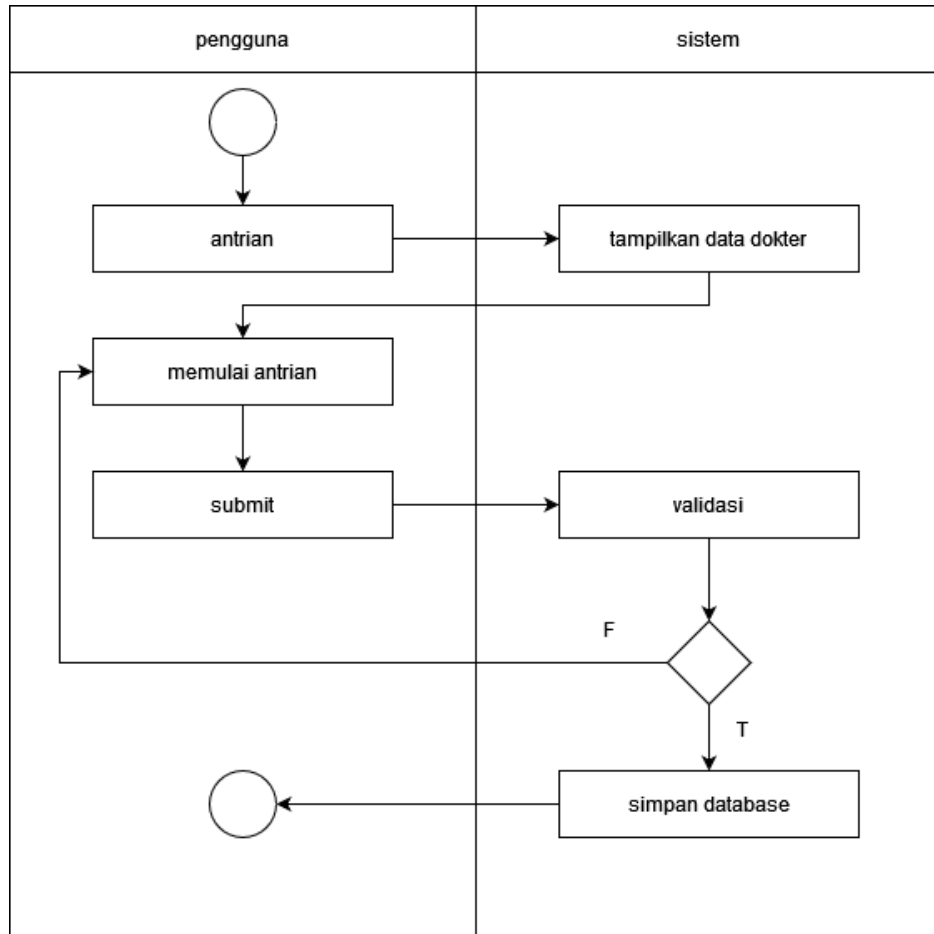 pengguna
sistem
antrian
tampilkan data dokter
memulai antrian
submit
validasi
F
T
simpan database